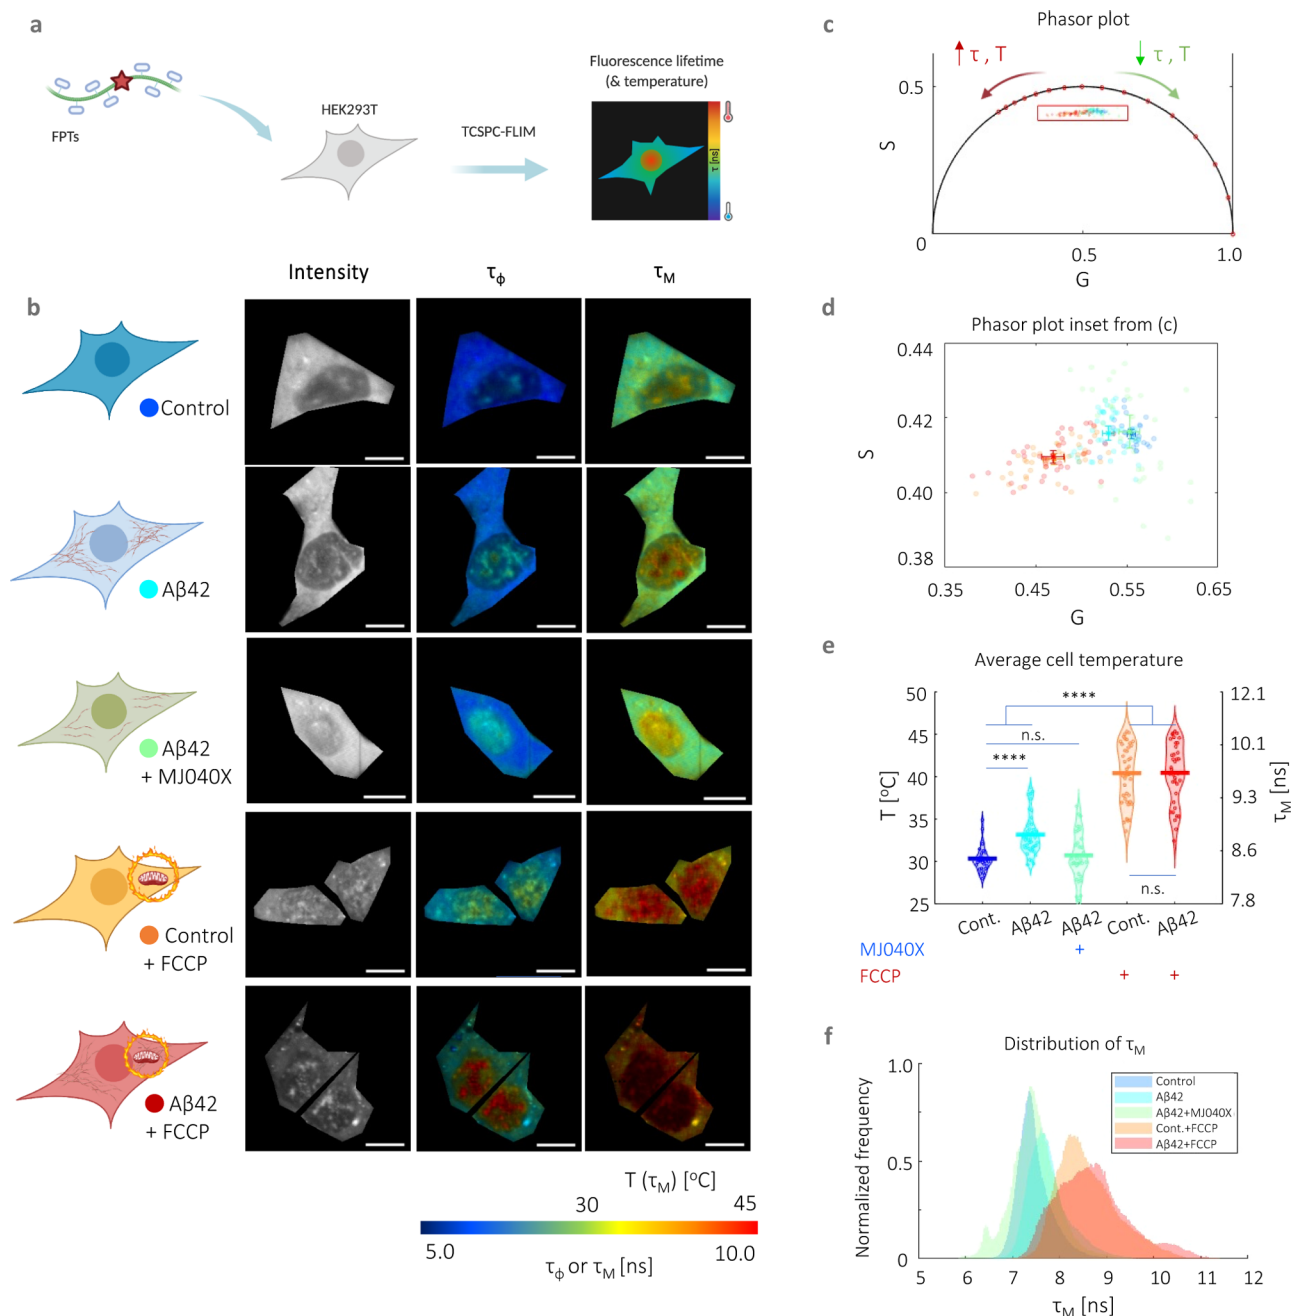 a
FPTs
HEK293T
TCSPC-FLIM
Fluorescence lifetime
(& temperature)
τ [ns]
b
Intensity
τϕ
τM
Control
Aβ42
Aβ42
+ MJ040X
Control
+ FCCP
Aβ42
+ FCCP
T (τM) [oC]
30
45
5.0
10.0
τϕ or τM [ns]
c
Phasor plot
τ , T
τ , T
0.5
S
0
0.5
1.0
G
d
Phasor plot inset from (c)
0.44
0.42
0.40
0.38
S
0.35
0.45
0.55
0.65
G
e
Average cell temperature
50
45
40
35
30
25
T [oC]
12.1
10.1
9.3
8.6
7.8
τM [ns]
****
n.s.
****
n.s.
Cont.
Aβ42
Aβ42
Cont.
Aβ42
MJ040X
+
FCCP
+
+
f
Distribution of τM
1.0
0.5
0
Normalized frequency
Control
Aβ42
Aβ42+MJ040X
Cont.+FCCP
Aβ42+FCCP
5
6
7
8
9
10
11
12
τM [ns]